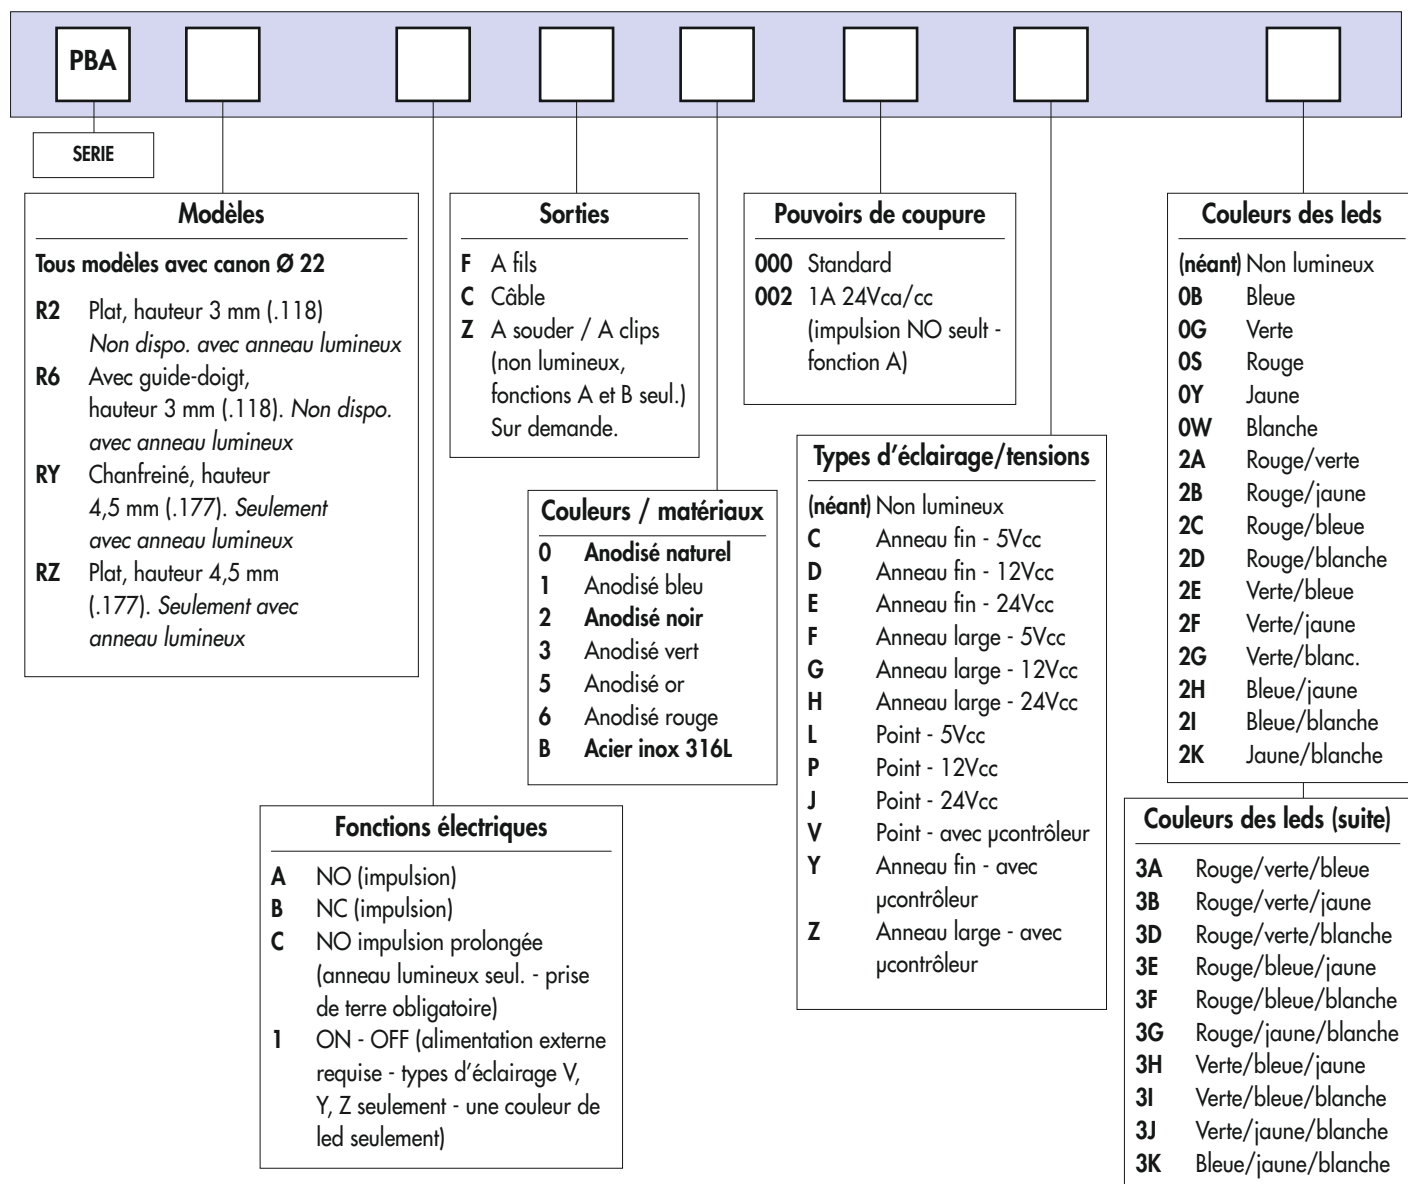 PBA
SERIE
Modèles
Tous modèles avec canon Ø 22
R2 Plat, hauteur 3 mm (.118)
Non dispo. avec anneau lumineux
R6 Avec guide-doigt,
hauteur 3 mm (.118). Non dispo.
avec anneau lumineux
RY Chanfreiné, hauteur
4,5 mm (.177). Seulement
avec anneau lumineux
RZ Plat, hauteur 4,5 mm
(.177). Seulement avec
anneau lumineux
Fonctions électriques
A NO (impulsion)
B NC (impulsion)
C NO impulsion prolongée
(anneau lumineux seul. - prise
de terre obligatoire)
1 ON - OFF (alimentation externe
requise - types d'éclairage V,
Y, Z seulement - une couleur de
led seulement)
Sorties
F A fils
C Câble
Z A souder / A clips
(non lumineux,
fonctions A et B seul.)
Sur demande.
Couleurs / matériaux
0 Anodisé naturel
1 Anodisé bleu
2 Anodisé noir
3 Anodisé vert
5 Anodisé or
6 Anodisé rouge
B Acier inox 316L
Pouvoirs de coupure
000 Standard
002 1A 24Vca/cc
(impulsion NO seult -
fonction A)
Types d'éclairage/tensions
(néant) Non lumineux
C Anneau fin - 5Vcc
D Anneau fin - 12Vcc
E Anneau fin - 24Vcc
F Anneau large - 5Vcc
G Anneau large - 12Vcc
H Anneau large - 24Vcc
L Point - 5Vcc
P Point - 12Vcc
J Point - 24Vcc
V Point - avec µcontrôleur
Y Anneau fin - avec
µcontrôleur
Z Anneau large - avec
µcontrôleur
Couleurs des leds
(néant) Non lumineux
0B Bleue
0G Verte
0S Rouge
0Y Jaune
0W Blanche
2A Rouge/verte
2B Rouge/jaune
2C Rouge/bleue
2D Rouge/blanche
2E Verte/bleue
2F Verte/jaune
2G Verte/blanc.
2H Bleue/jaune
2I Bleue/blanche
2K Jaune/blanche
Couleurs des leds (suite)
3A Rouge/verte/bleue
3B Rouge/verte/jaune
3D Rouge/verte/blanche
3E Rouge/bleue/jaune
3F Rouge/bleue/blanche
3G Rouge/jaune/blanche
3H Verte/bleue/jaune
3I Verte/bleue/blanche
3J Verte/jaune/blanche
3K Bleue/jaune/blanche